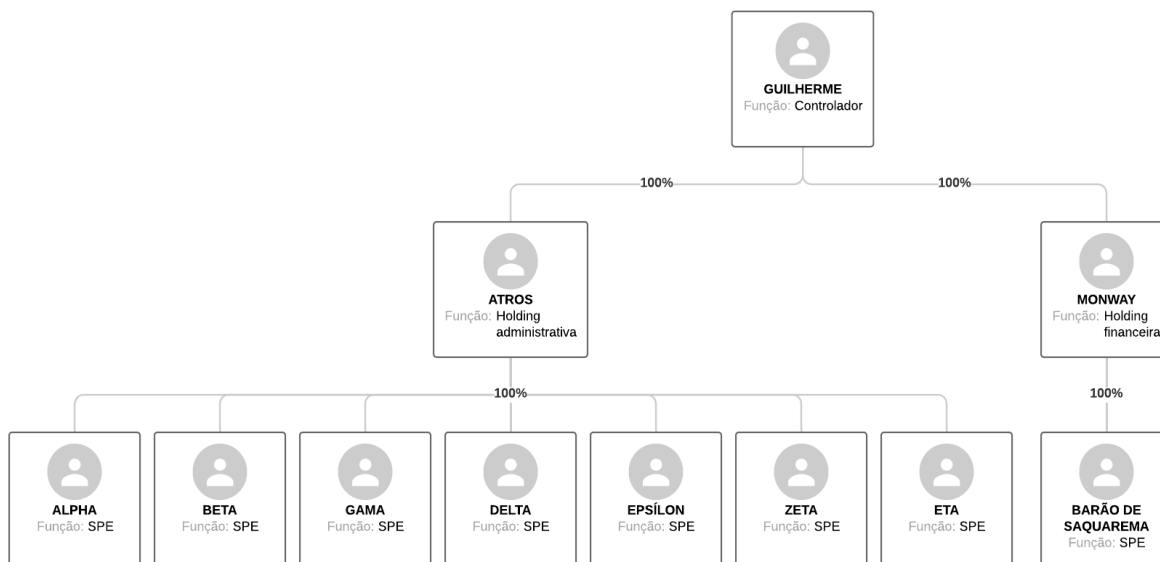 GUILHERME
Função: Controlador
100%
100%
ATROS
Função: Holding
administrativa
MONWAY
Função: Holding
financeira
100%
100%
ALPHA
Função: SPE
BETA
Função: SPE
GAMA
Função: SPE
DELTA
Função: SPE
EPSÍLON
Função: SPE
ZETA
Função: SPE
ETA
Função: SPE
BARÃO DE
SAQUAREMA
Função: SPE